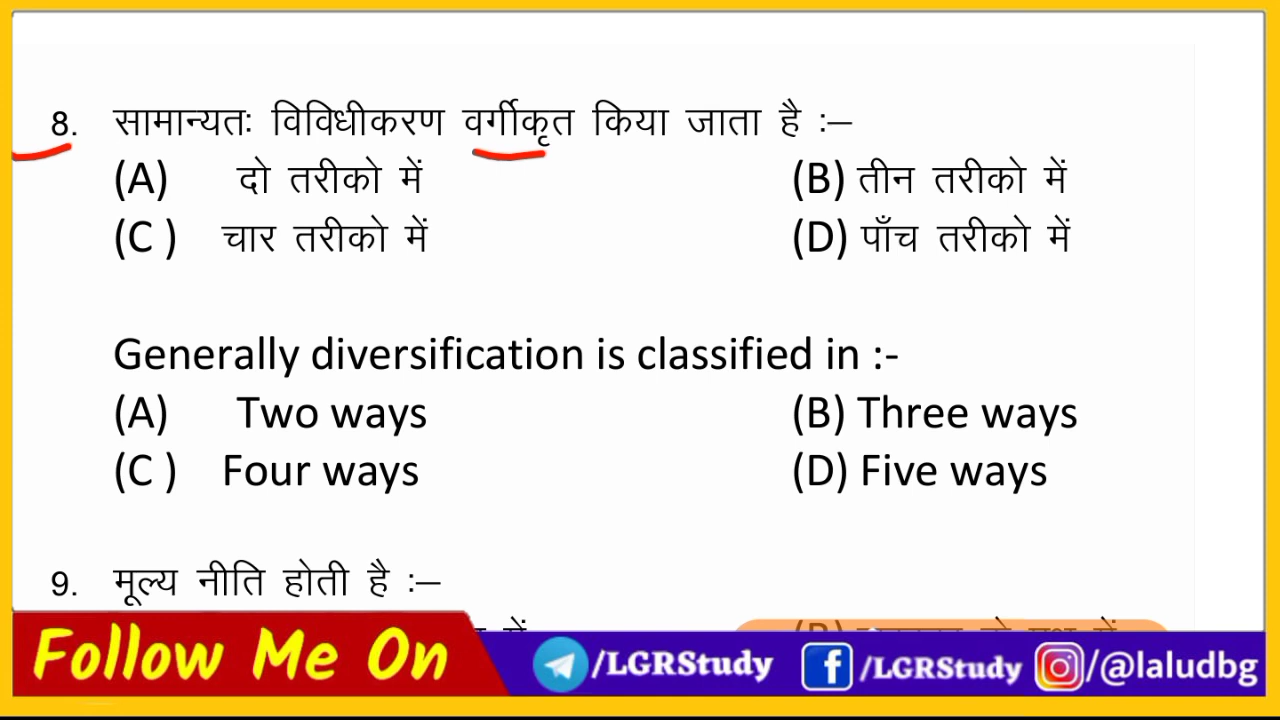 8. सामान्यतः विविधीकरण वर्गीकृत किया जाता है :–
(A) दो तरीको में (B) तीन तरीको में
(C ) चार तरीको में (D) पाँच तरीको में
Generally diversification is classified in :-
(A) Two ways (B) Three ways
(C ) Four ways (D) Five ways
9. मूल्य नीति होती है :–
Follow Me On /LGRStudy /LGRStudy /@laludbg